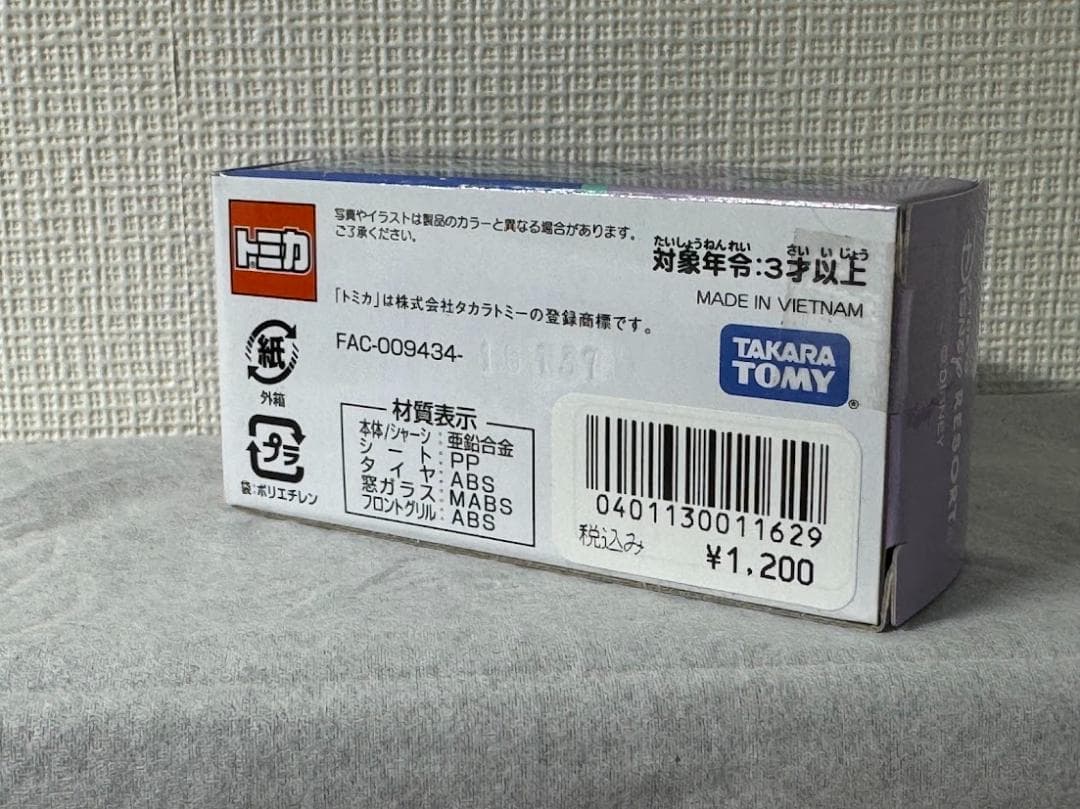 トミカ
写真やイラストは製品のカラーと異なる場合があります。
ご了承ください。
「トミカ」は株式会社タカラトミーの登録商標です。
FAC-009434-
たいしょうねんれい さい いじょう
対象年令:3才以上
MADE IN VIETNAM
TAKARA
TOMY
®
紙
外箱
プラ
袋:ポリエチレン
材質表示
本体/シャーシ:亜鉛合金
シート:PP
タイヤ:ABS
窓ガラス:MABS
フロントグリル:ABS
0401130011629
税込み
¥1,200
Disney RESORT